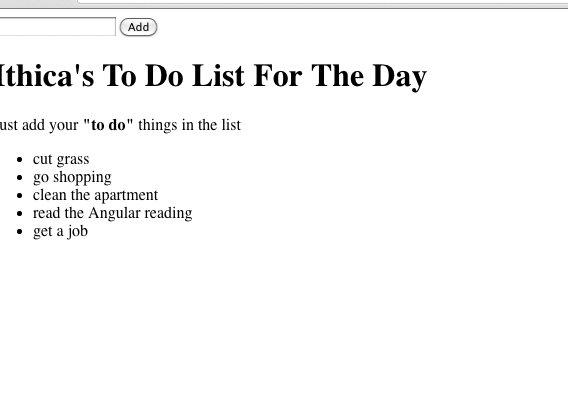 Add
Ithica's To Do List For The Day
ust add your "to do" things in the list
cut grass
go shopping
clean the apartment
read the Angular reading
get a job